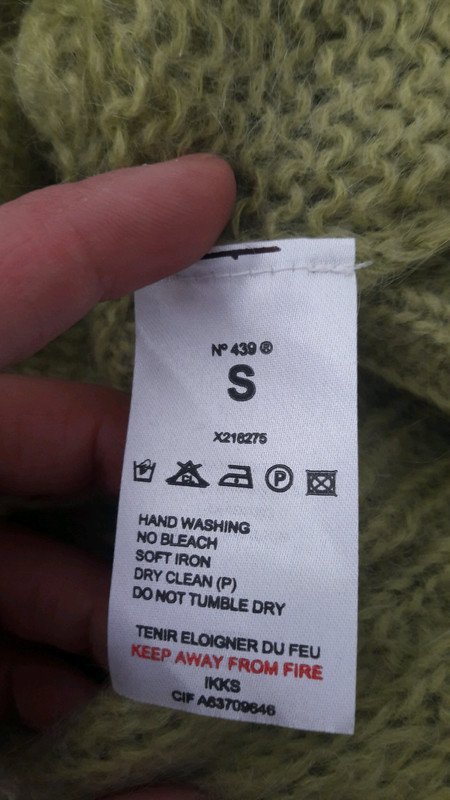 Nº 439 ®
S
X216275
P
HAND WASHING
NO BLEACH
SOFT IRON
DRY CLEAN (P)
DO NOT TUMBLE DRY
TENIR ELOIGNER DU FEU
KEEP AWAY FROM FIRE
IKKS
CIF A63709646